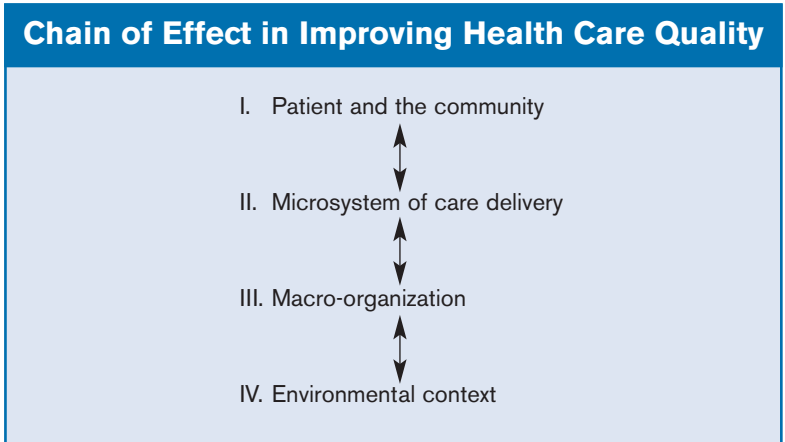 Chain of Effect in Improving Health Care Quality
I. Patient and the community
II. Microsystem of care delivery
III. Macro-organization
IV. Environmental context